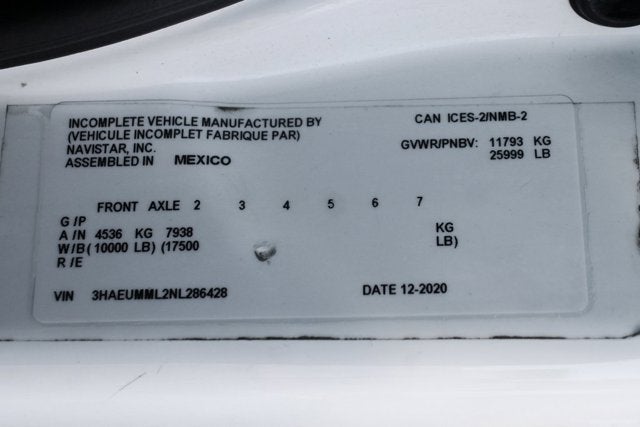 INCOMPLETE VEHICLE MANUFACTURED BY
(VEHICULE INCOMPLET FABRIQUE PAR)
NAVISTAR, INC.
ASSEMBLED IN MEXICO
CAN ICES-2/NMB-2
GVWR/PNBV: 11793 KG
25999 LB
FRONT AXLE 2 3 4 5 6 7
G/P
A/N 4536 KG 7938 KG
W/B (10000 LB) (17500 LB)
R/E
VIN 3HAEUMML2NL286428 DATE 12-2020